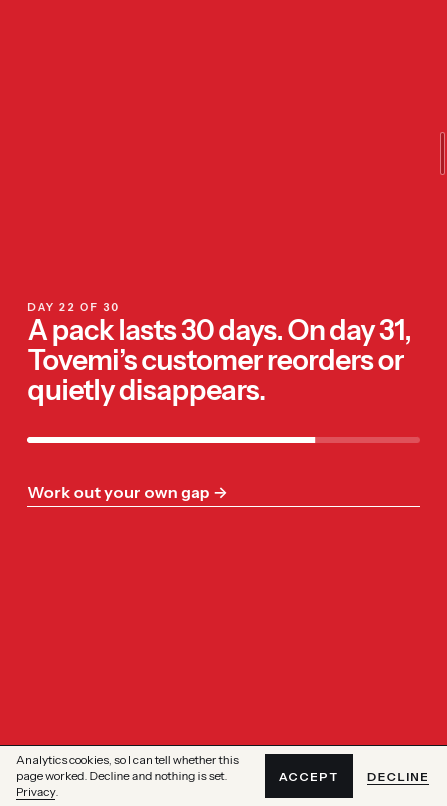 DAY 22 OF 30
A pack lasts 30 days. On day 31,
Tovemi’s customer reorders or
quietly disappears.
Work out your own gap →
Analytics cookies, so I can tell whether this
page worked. Decline and nothing is set.
Privacy.
ACCEPT
DECLINE